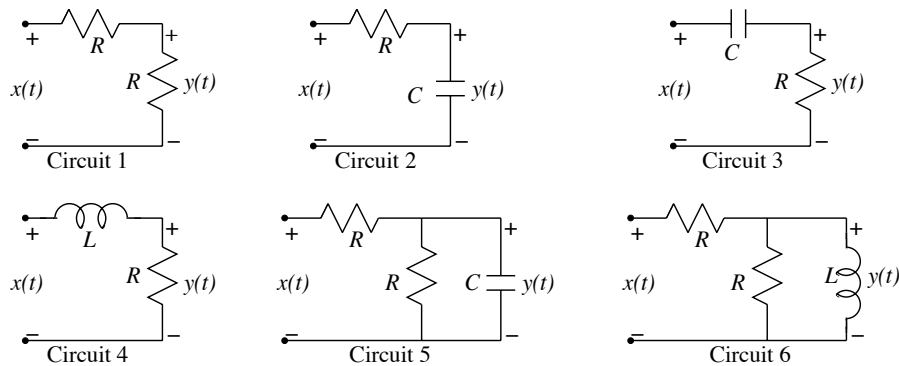 + R + R x(t) y(t) − −
Circuit 1
+ R + C x(t) y(t) − −
Circuit 2
+ C + R x(t) y(t) − −
Circuit 3
+ L + R x(t) y(t) − −
Circuit 4
+ R + R C x(t) y(t) − −
Circuit 5
+ R + R L x(t) y(t) − −
Circuit 6